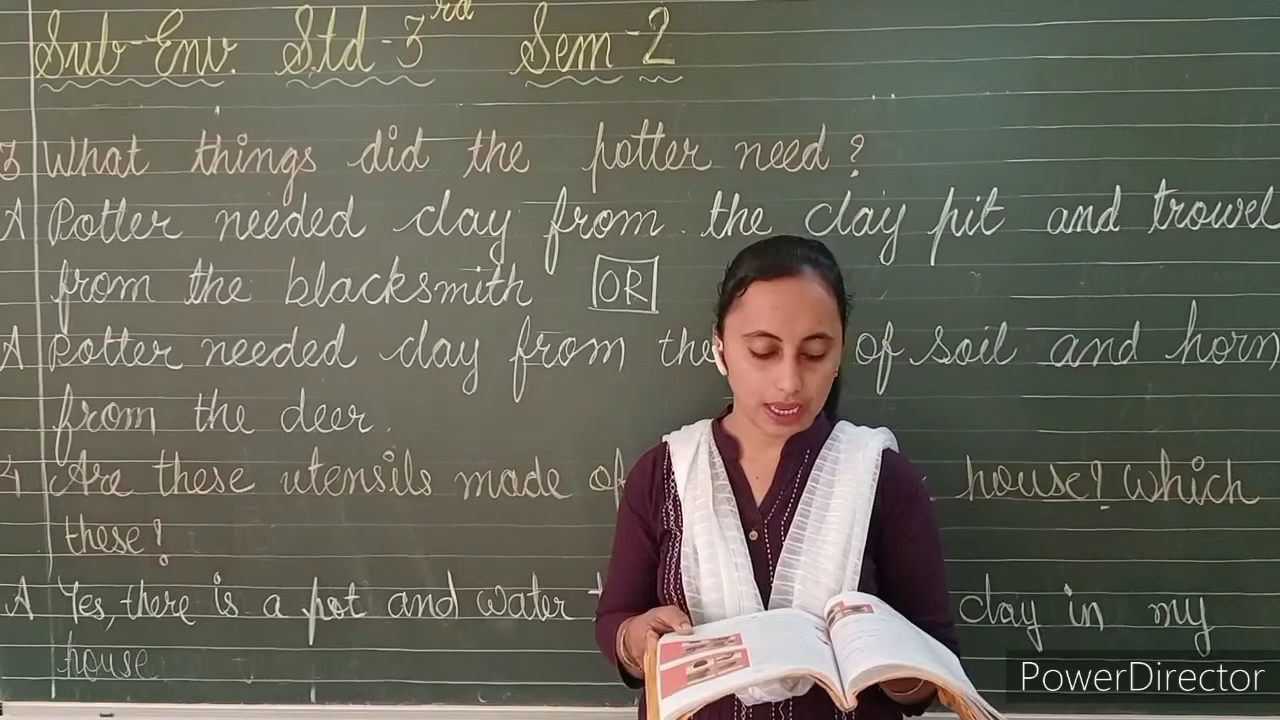 Sub-Env. Std-3rd Sem-2
3 What things did the potter need?
A Potter needed clay from the clay pit and trowel
from the blacksmith OR
A Potter needed clay from the of soil and horn
from the deer.
4 Are these utensils made of house? Which
these?
A Yes, there is a pot and water clay in my
house
PowerDirector